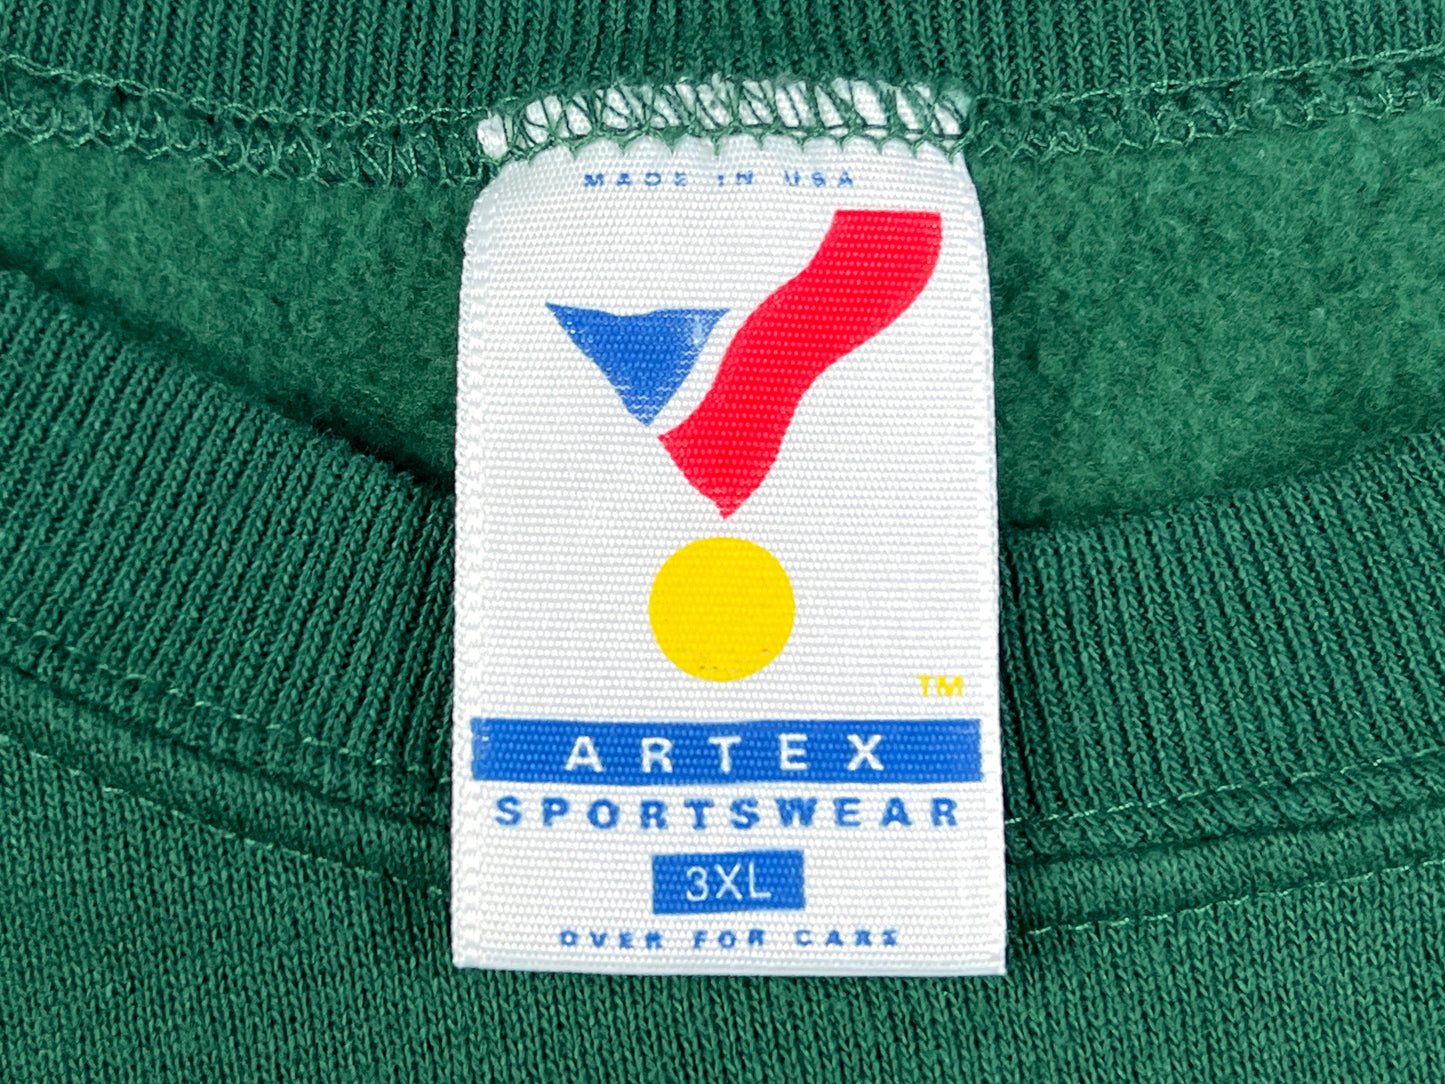 MADE IN USA
TM
ARTEX
SPORTSWEAR
3XL
OVER FOR CARE